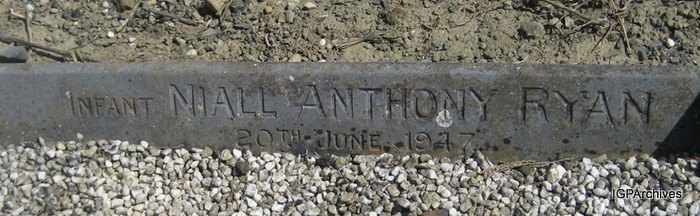 INFANT NIALL ANTHONY RYAN
20TH JUNE 1947
IGPArchives